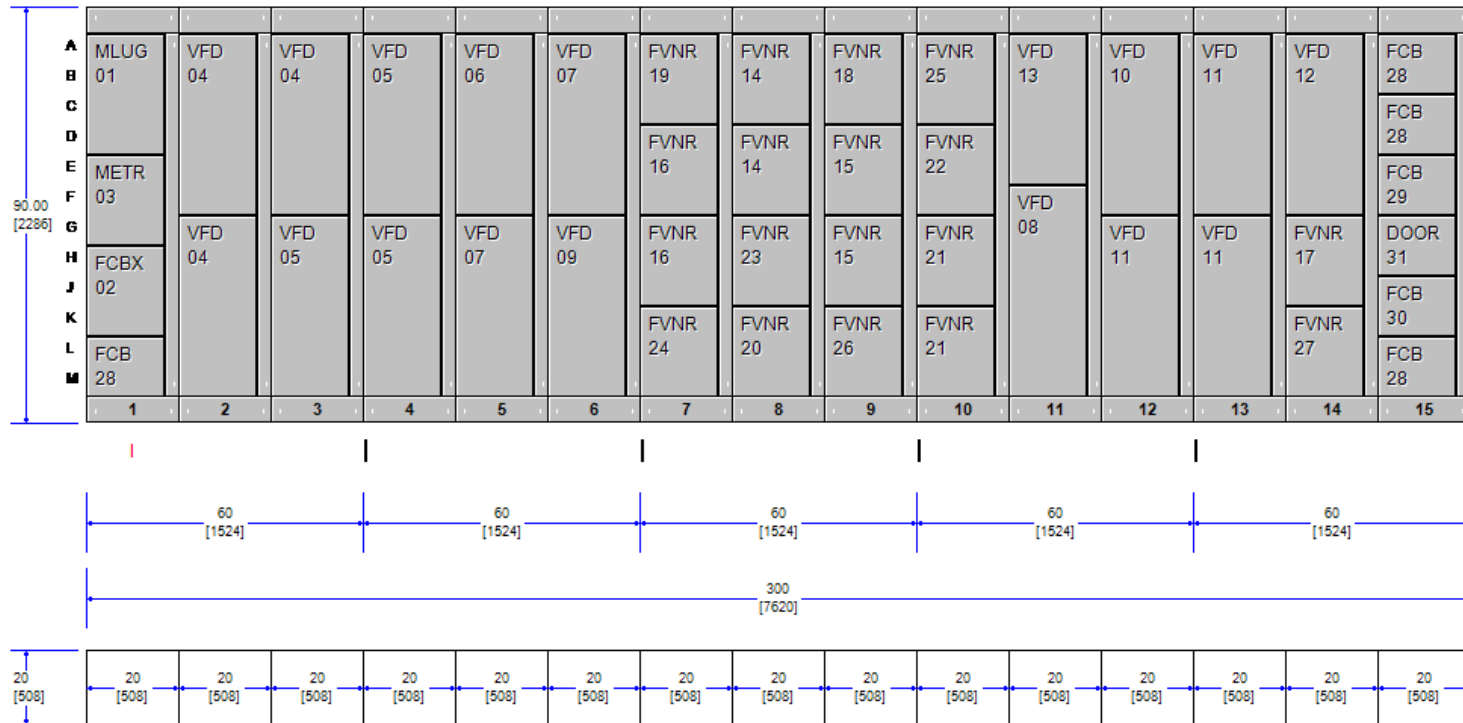 A
B
C
D
E
F
G
H
J
K
L
M
90.00
[2286]
MLUG
01
METR
03
FCBX
02
FCB
28
VFD
04
VFD
04
VFD
04
VFD
05
VFD
05
VFD
05
VFD
06
VFD
07
VFD
07
VFD
09
FVNR
19
FVNR
16
FVNR
16
FVNR
24
FVNR
14
FVNR
14
FVNR
23
FVNR
20
FVNR
18
FVNR
15
FVNR
15
FVNR
26
FVNR
25
FVNR
22
FVNR
21
FVNR
21
VFD
13
VFD
08
VFD
10
VFD
11
VFD
11
VFD
11
VFD
12
FVNR
17
FVNR
27
FCB
28
FCB
28
FCB
29
DOOR
31
FCB
30
FCB
28
1 2 3 4 5 6 7 8 9 10 11 12 13 14 15
60 60 60 60 60
[1524] [1524] [1524] [1524] [1524]
300
[7620]
20 20 20 20 20 20 20 20 20 20 20 20 20 20 20 20
[508] [508] [508] [508] [508] [508] [508] [508] [508] [508] [508] [508] [508] [508] [508] [508]